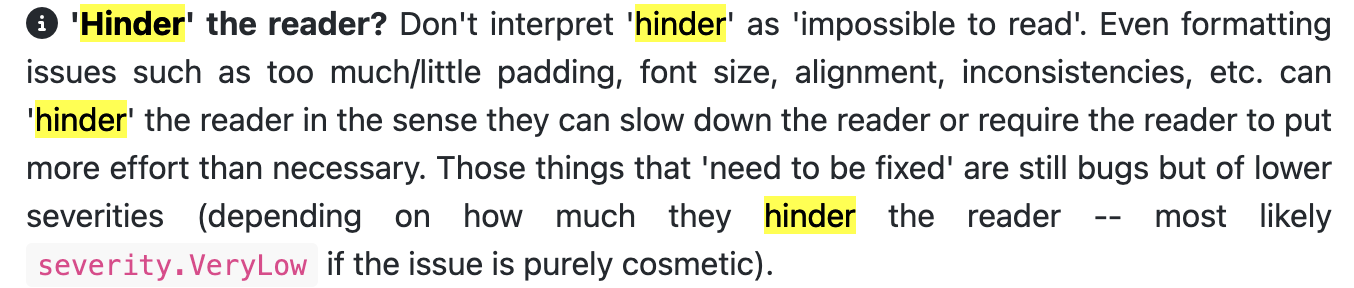 'Hinder' the reader? Don't interpret 'hinder' as 'impossible to read'. Even formatting
issues such as too much/little padding, font size, alignment, inconsistencies, etc. can
'hinder' the reader in the sense they can slow down the reader or require the reader to put
more effort than necessary. Those things that 'need to be fixed' are still bugs but of lower
severities (depending on how much they hinder the reader -- most likely
severity.VeryLow if the issue is purely cosmetic).